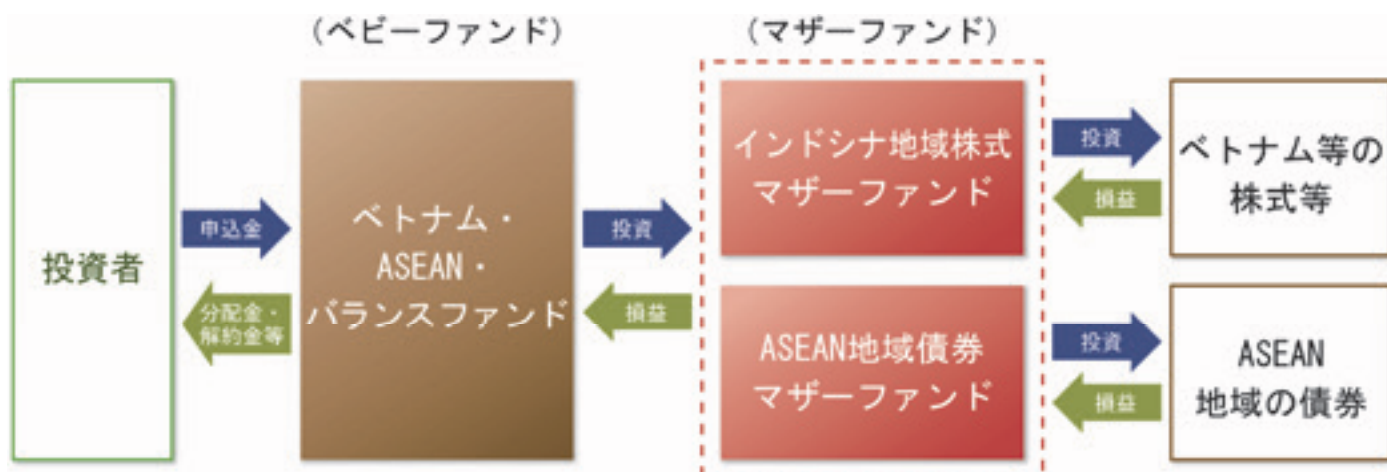 (ベビーファンド)
(マザーファンド)
投資者
申込金
分配金・
解約金等
ベトナム・
ASEAN・
バランスファンド
投資
損益
インドシナ地域株式
マザーファンド
ASEAN地域債券
マザーファンド
投資
損益
ベトナム等の
株式等
投資
損益
ASEAN
地域の債券